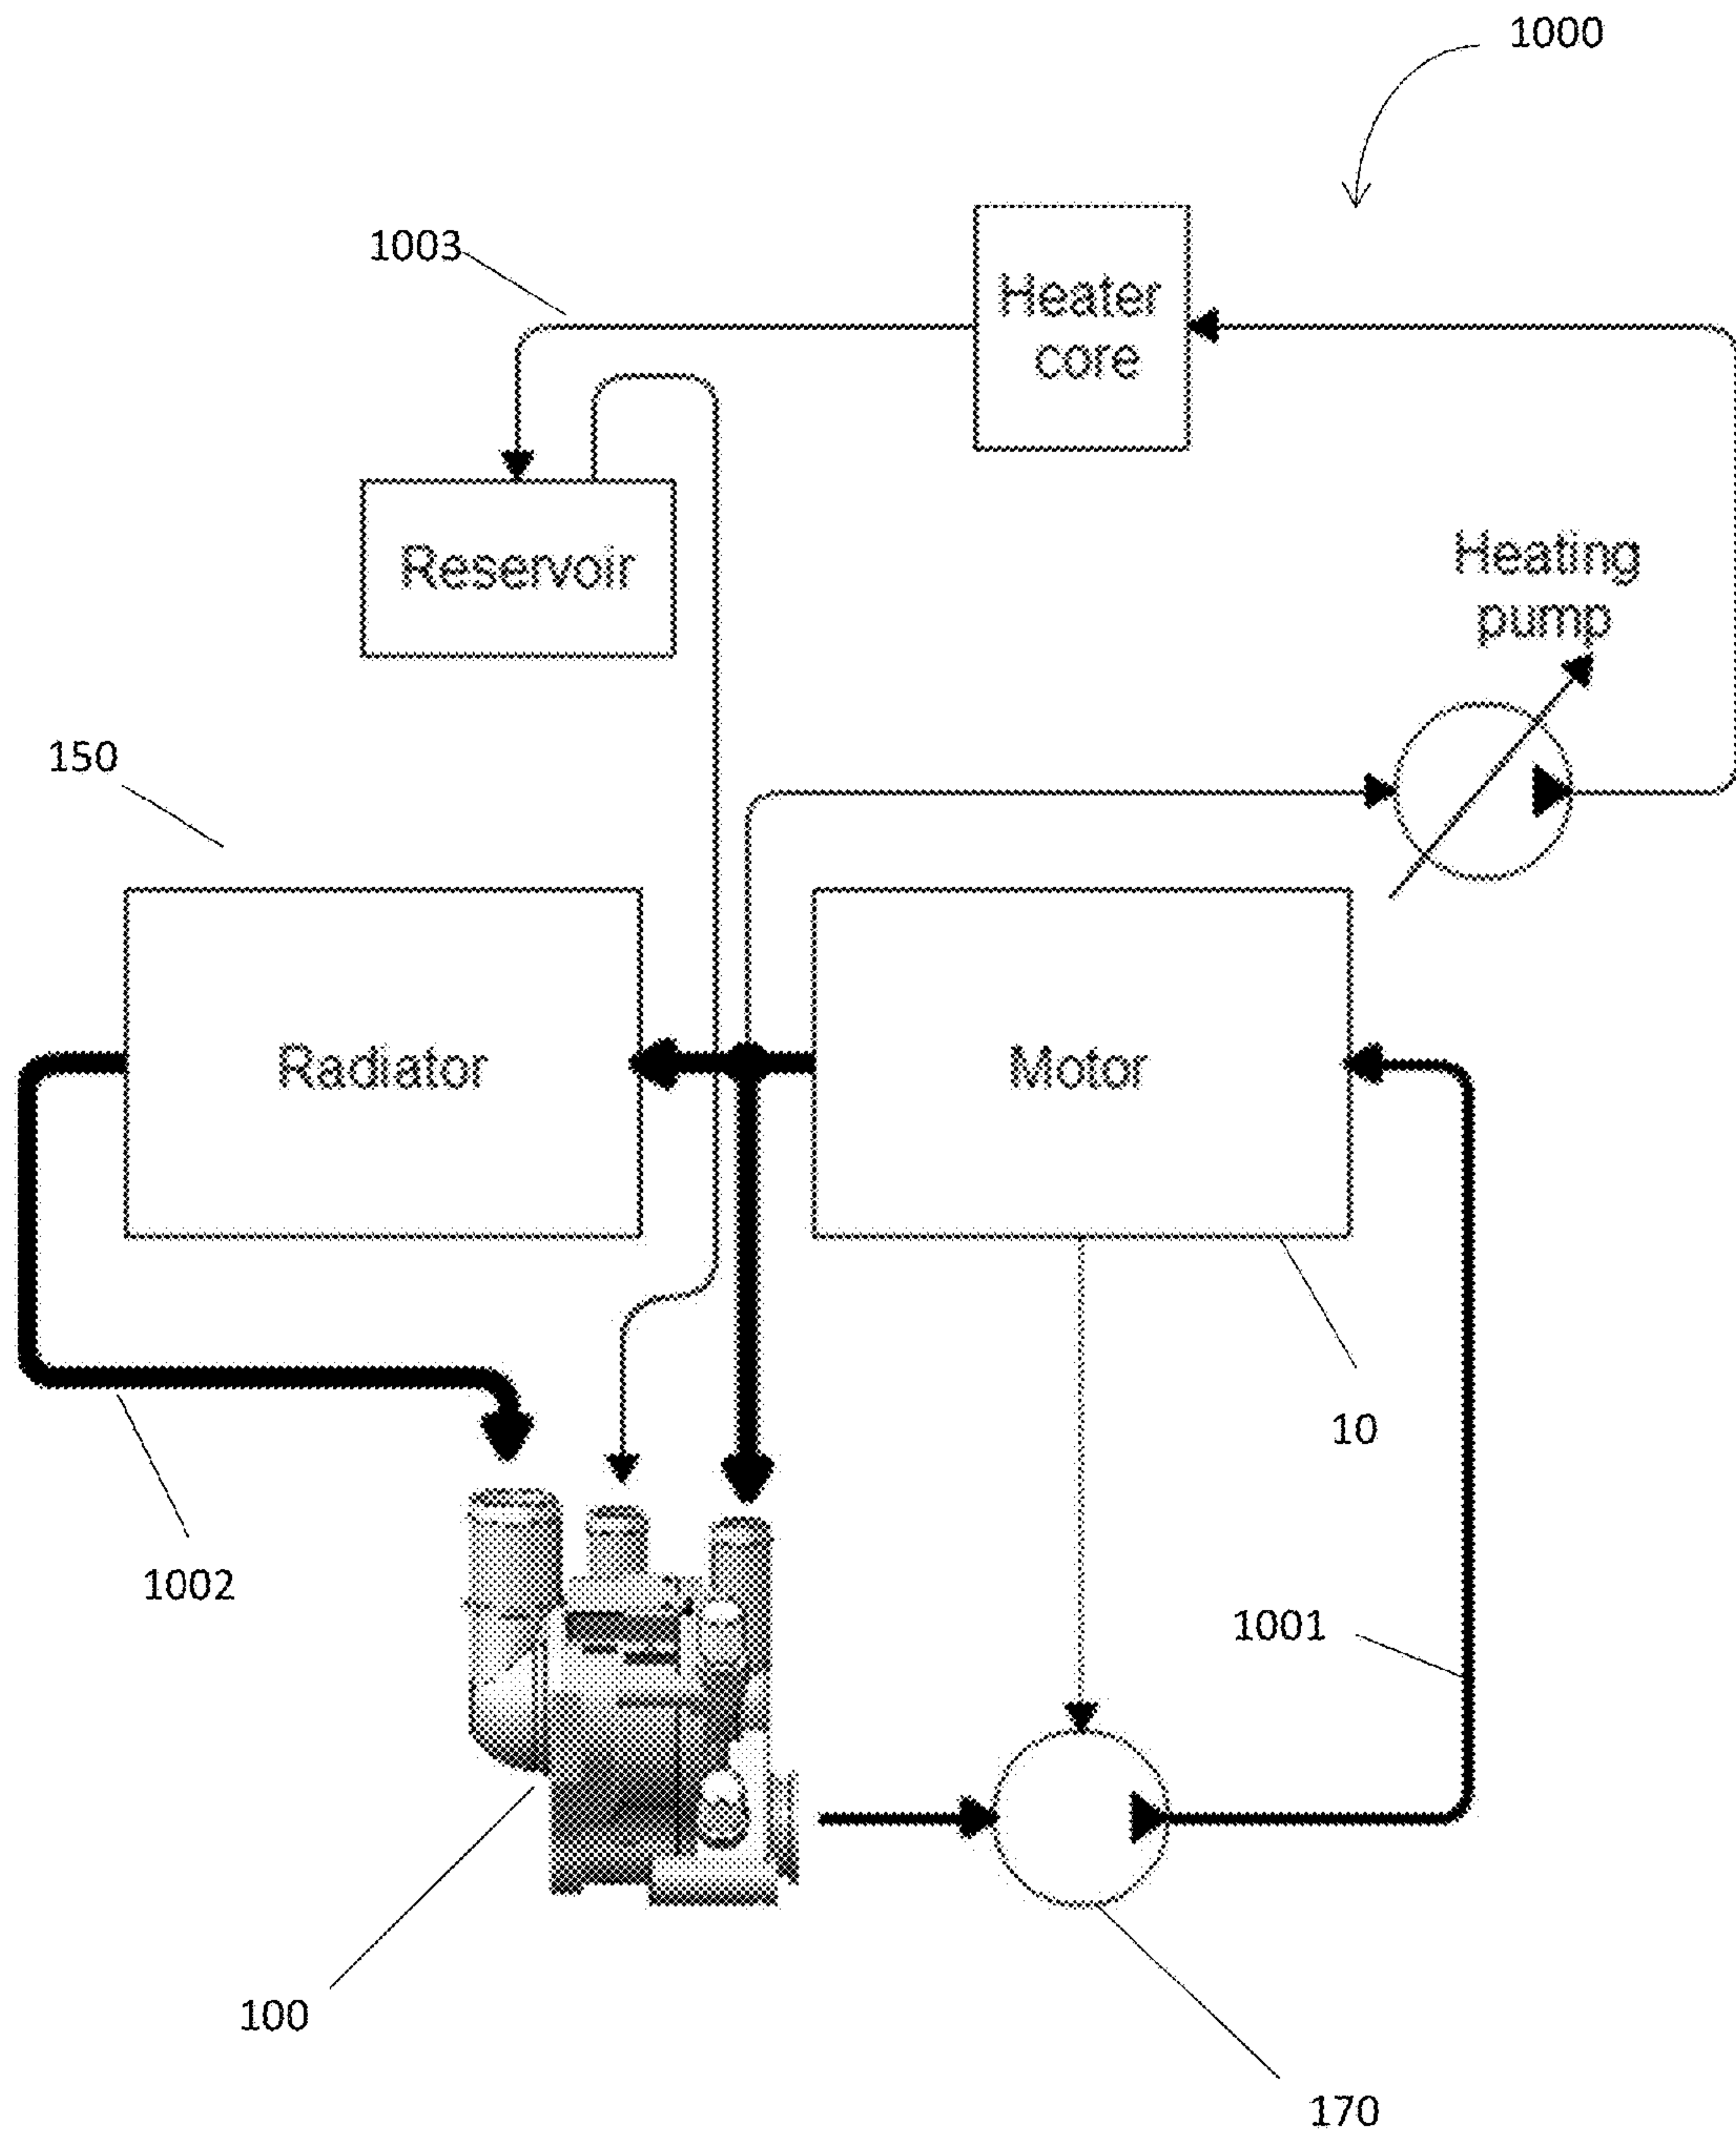 1000
1003
Heater
core
Reservoir
Heating
pump
150
Radiator
Motor
10
1002
1001
100
170